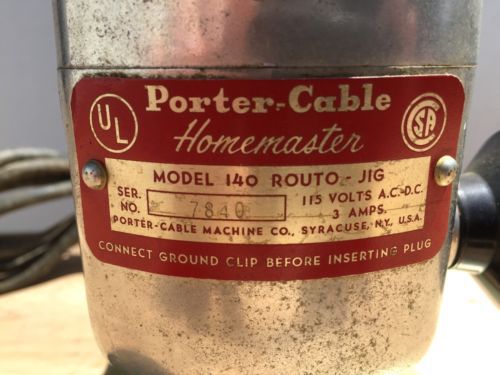 UL
Porter-Cable
SA
Homemaster
MODEL 140 ROUTO - JIG
SER. NO. 7840
115 VOLTS A.C.-D.C.
3 AMPS.
PORTER-CABLE MACHINE CO., SYRACUSE, N.Y., U.S.A.
CONNECT GROUND CLIP BEFORE INSERTING PLUG